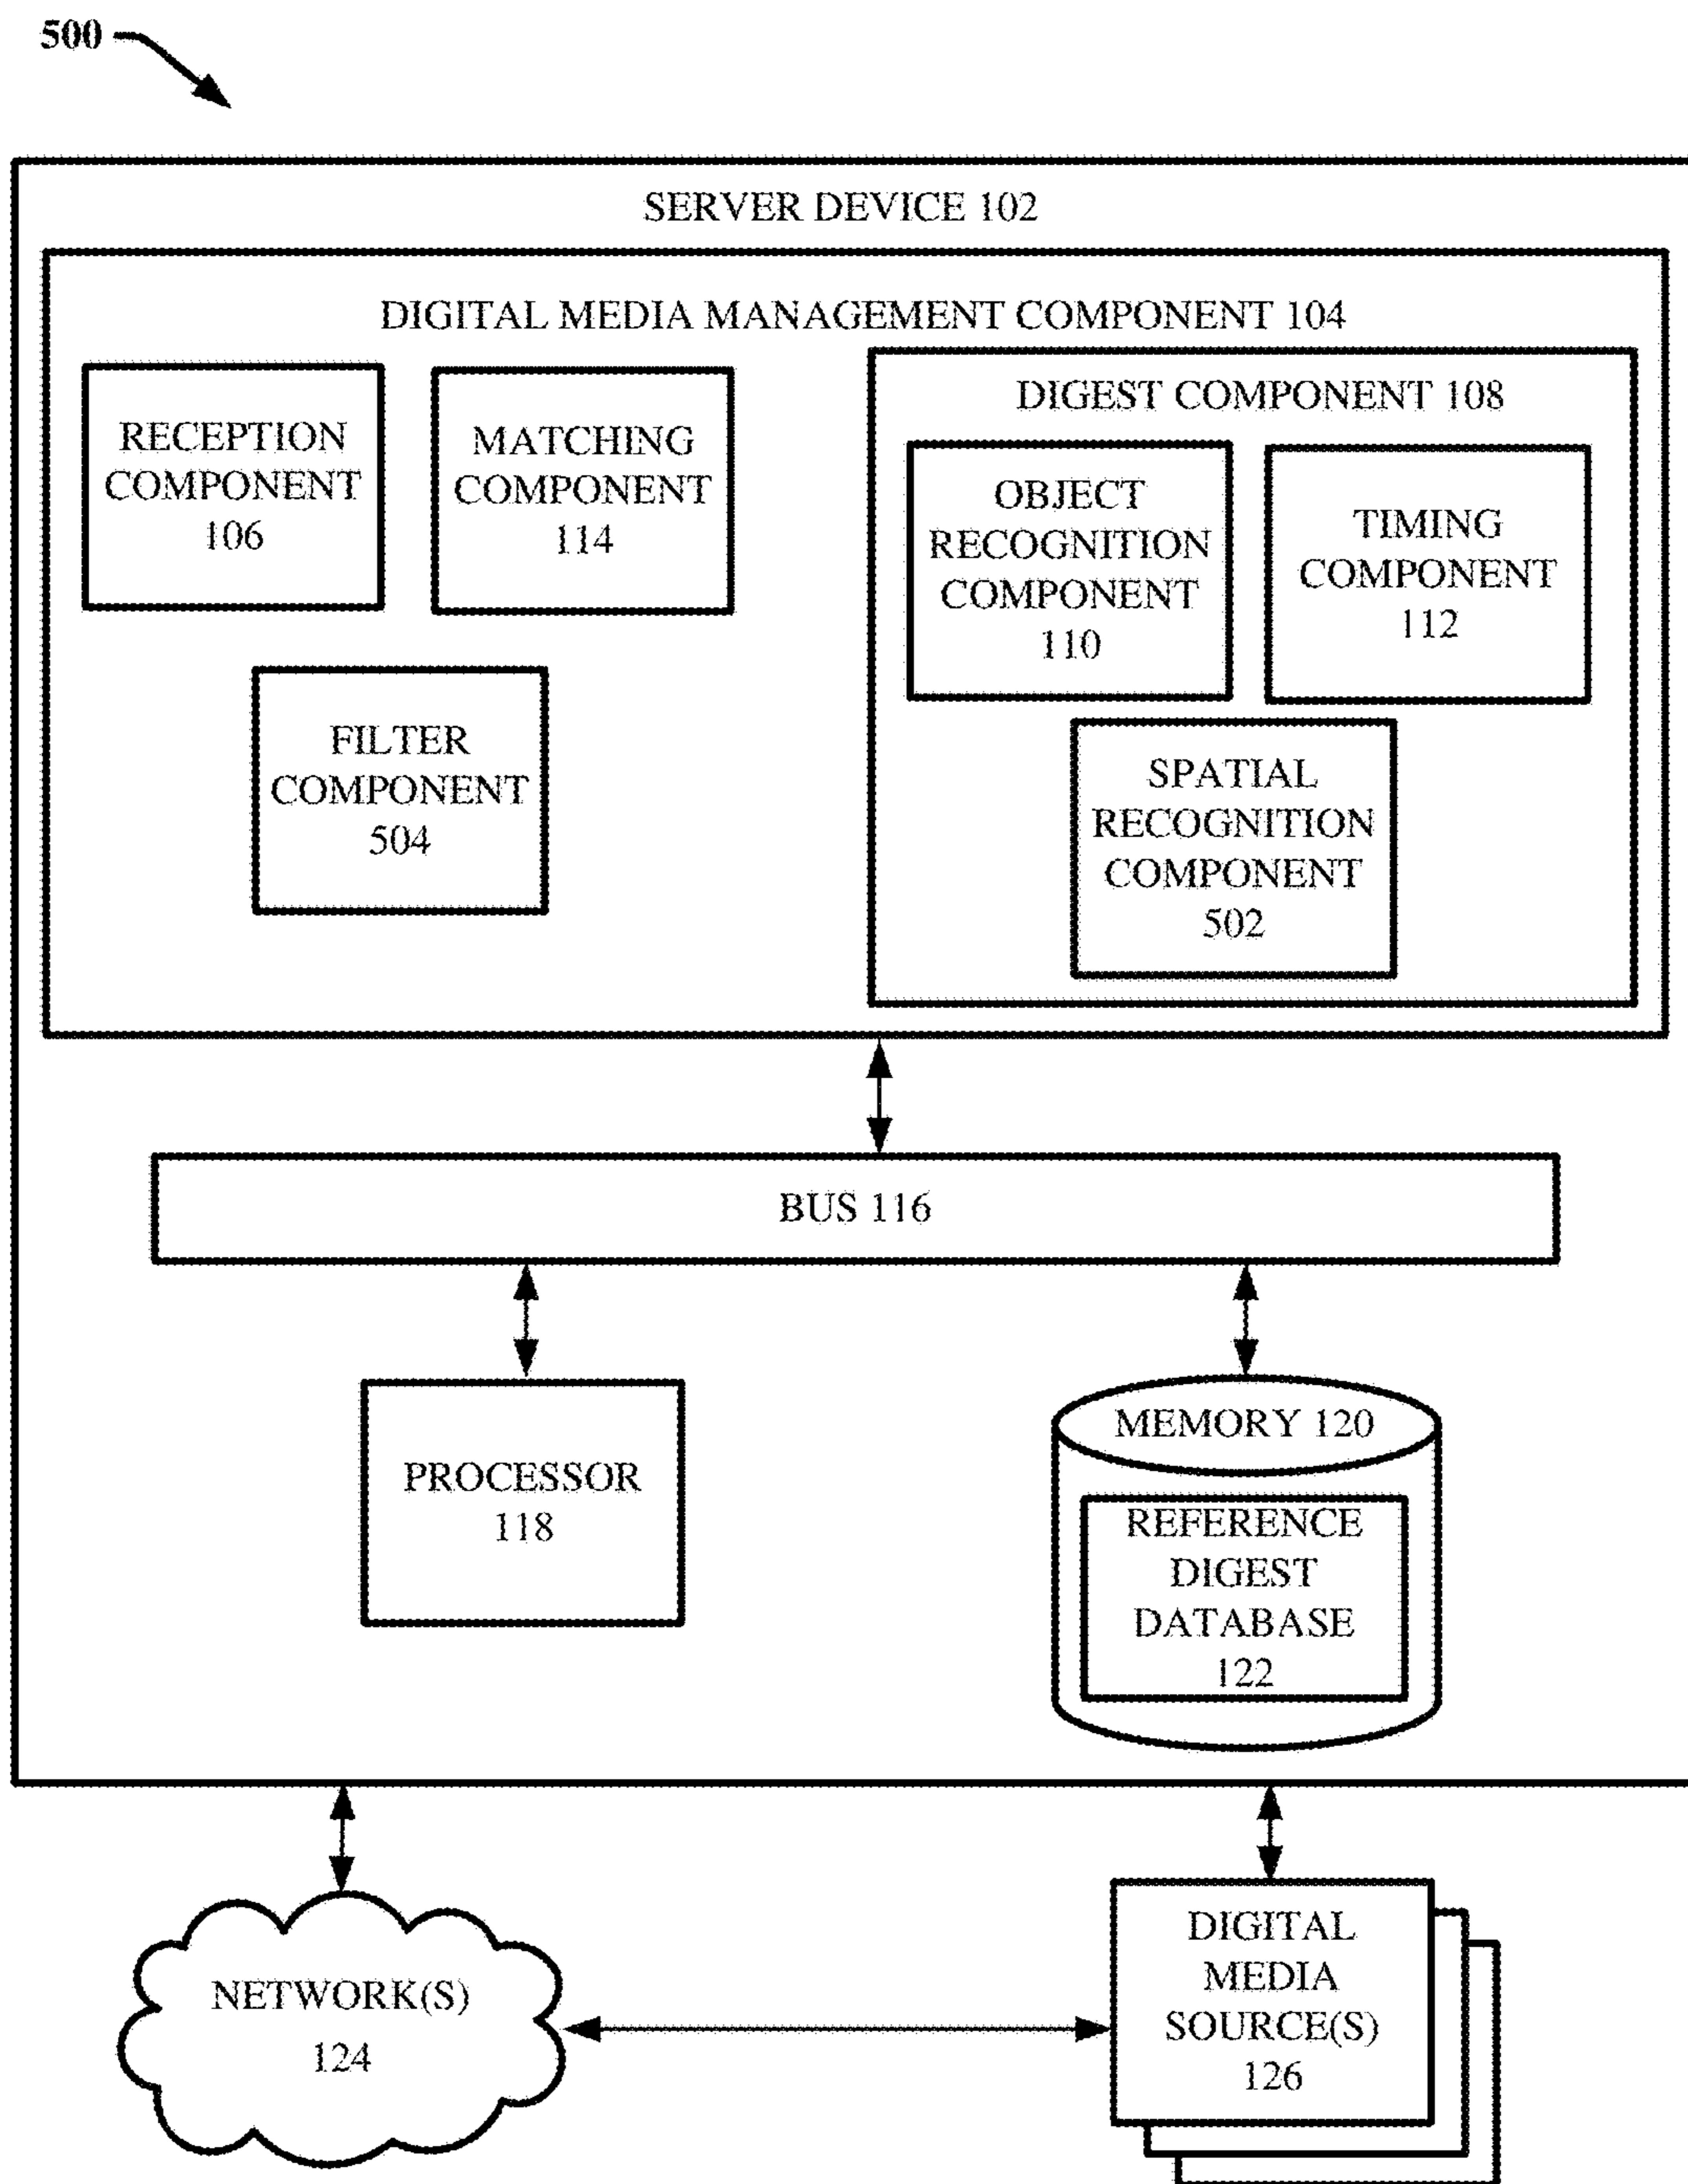 500
SERVER DEVICE 102
DIGITAL MEDIA MANAGEMENT COMPONENT 104
RECEPTION
COMPONENT
106
MATCHING
COMPONENT
114
FILTER
COMPONENT
504
DIGEST COMPONENT 108
OBJECT
RECOGNITION
COMPONENT
110
TIMING
COMPONENT
112
SPATIAL
RECOGNITION
COMPONENT
502
BUS 116
PROCESSOR
118
MEMORY 120
REFERENCE
DIGEST
DATABASE
122
NETWORK(S)
124
DIGITAL
MEDIA
SOURCE(S)
126